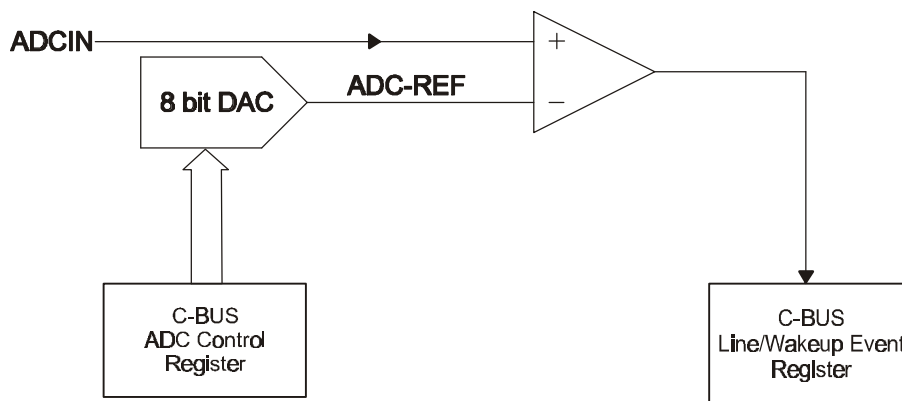 ADCIN
+
8 bit DAC
ADC-REF
−
C-BUS
ADC Control
Register
C-BUS
Line/Wakeup Event
Register